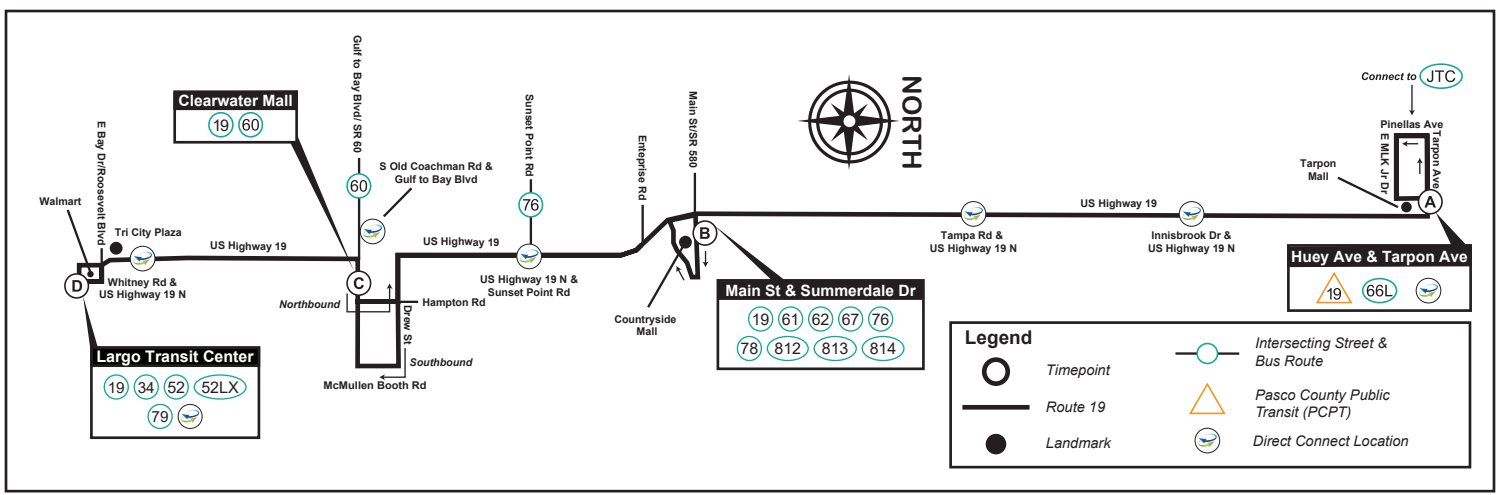 Clearwater Mall
19 60
Gulf to Bay Blvd/ SR 60
60
S Old Coachman Rd &
Gulf to Bay Blvd
E Bay Dr/Roosevelt Blvd
Walmart
Tri City Plaza
US Highway 19
Whitney Rd &
US Highway 19 N
D
C
Northbound
Hampton Rd
Drew St
Southbound
McMullen Booth Rd
Largo Transit Center
19 34 52 52LX
79
US Highway 19
Sunset Point Rd
76
US Highway 19 N &
Sunset Point Rd
Enteprise Rd
Main St/SR 580
B
Countryside
Mall
Main St & Summerdale Dr
19 61 62 67 76
78 812 813 814
NORTH
Tampa Rd &
US Highway 19 N
US Highway 19
Innisbrook Dr &
US Highway 19 N
Connect to JTC
Pinellas Ave
E MLK Jr Dr
Tarpon Ave
Tarpon
Mall
A
Huey Ave & Tarpon Ave
19 66L
Legend
Timepoint
Route 19
Landmark
Intersecting Street &
Bus Route
Pasco County Public
Transit (PCPT)
Direct Connect Location